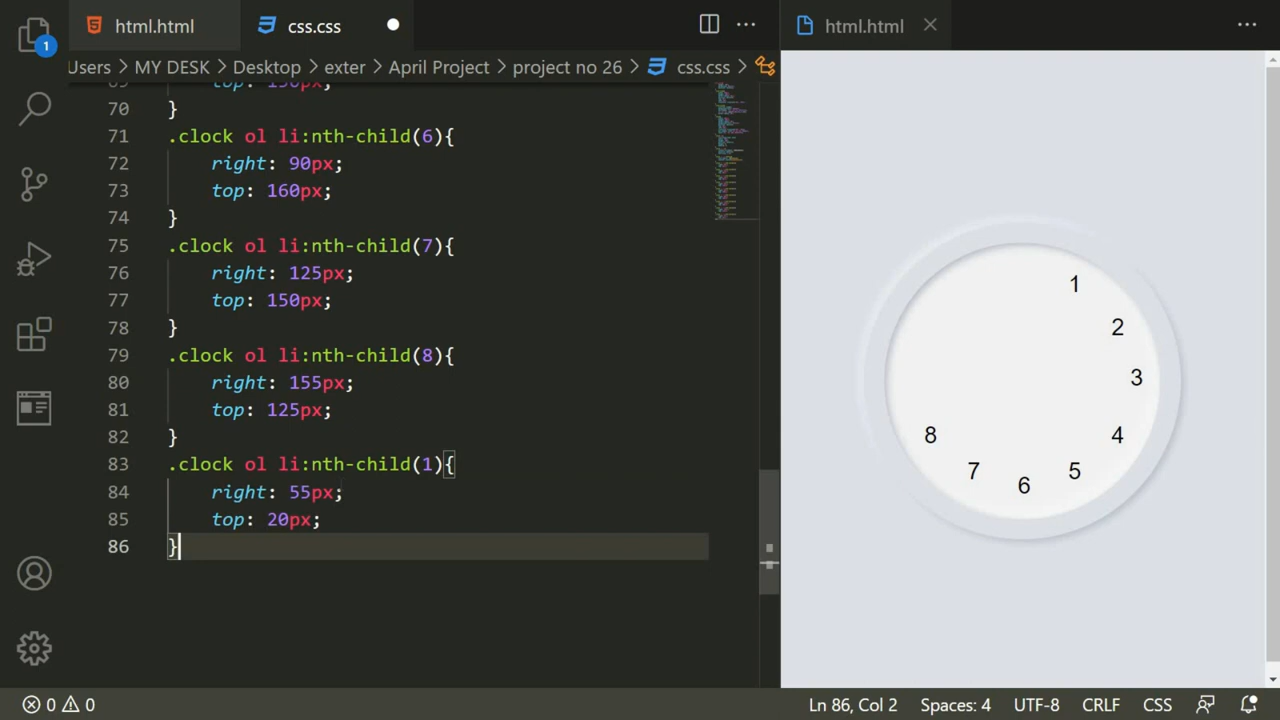 html.html
css.css
html.html
1
Users > MY DESK > Desktop > exter > April Project > project no 26 > css.css >
70 }
71 .clock ol li:nth-child(6){
72 right: 90px;
73 top: 160px;
74 }
75 .clock ol li:nth-child(7){
76 right: 125px;
77 top: 150px;
78 }
79 .clock ol li:nth-child(8){
80 right: 155px;
81 top: 125px;
82 }
83 .clock ol li:nth-child(1){
84 right: 55px;
85 top: 20px;
86 }
1
2
3
4
5
6
7
8
0 0 Ln 86, Col 2 Spaces: 4 UTF-8 CRLF CSS